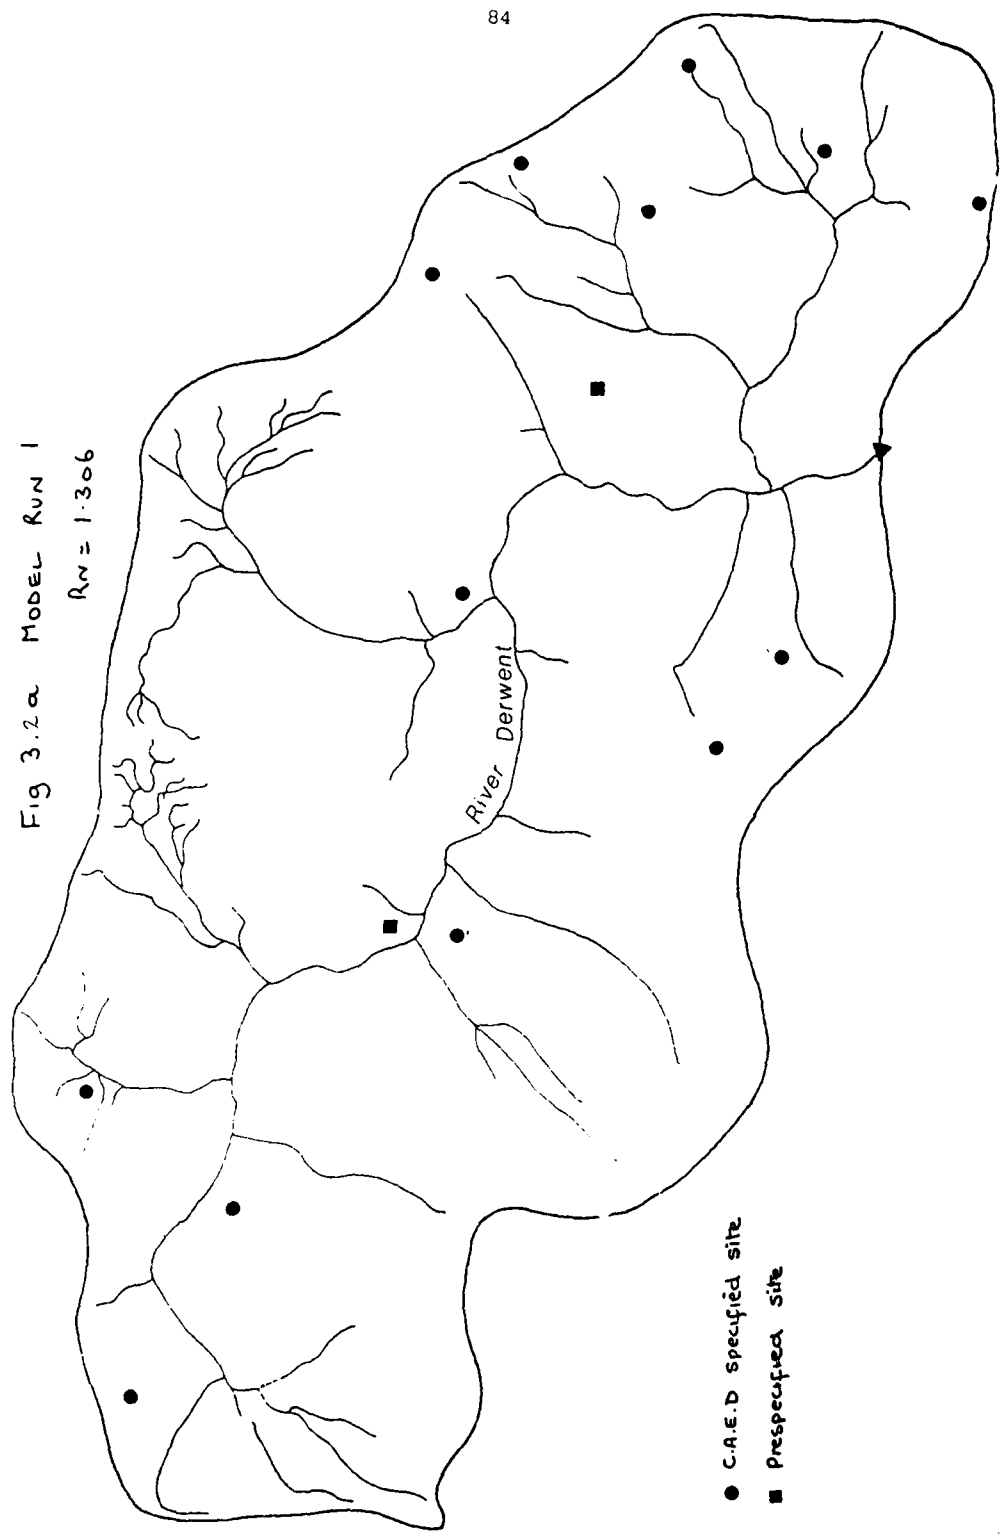 84
Fig 3.2a MODEL RUN 1
RN = 1.306
River Derwent
C.A.E.D specified site
Prespecified site